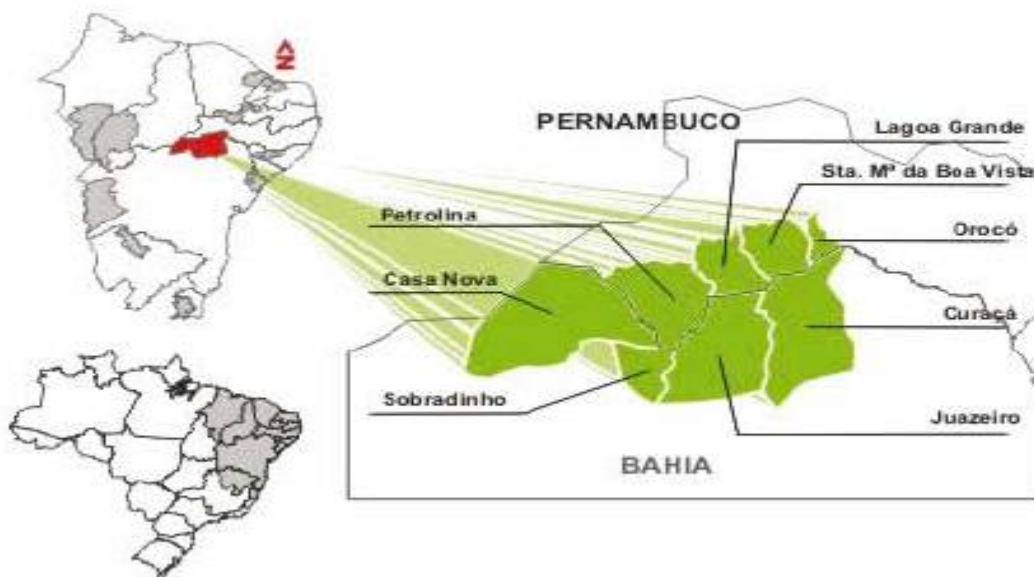 N
PERNAMBUCO
Lagoa Grande
Sta. Mª da Boa Vista
Petrolina
Orocó
Casa Nova
Curaçá
Sobradinho
Juazeiro
BAHIA